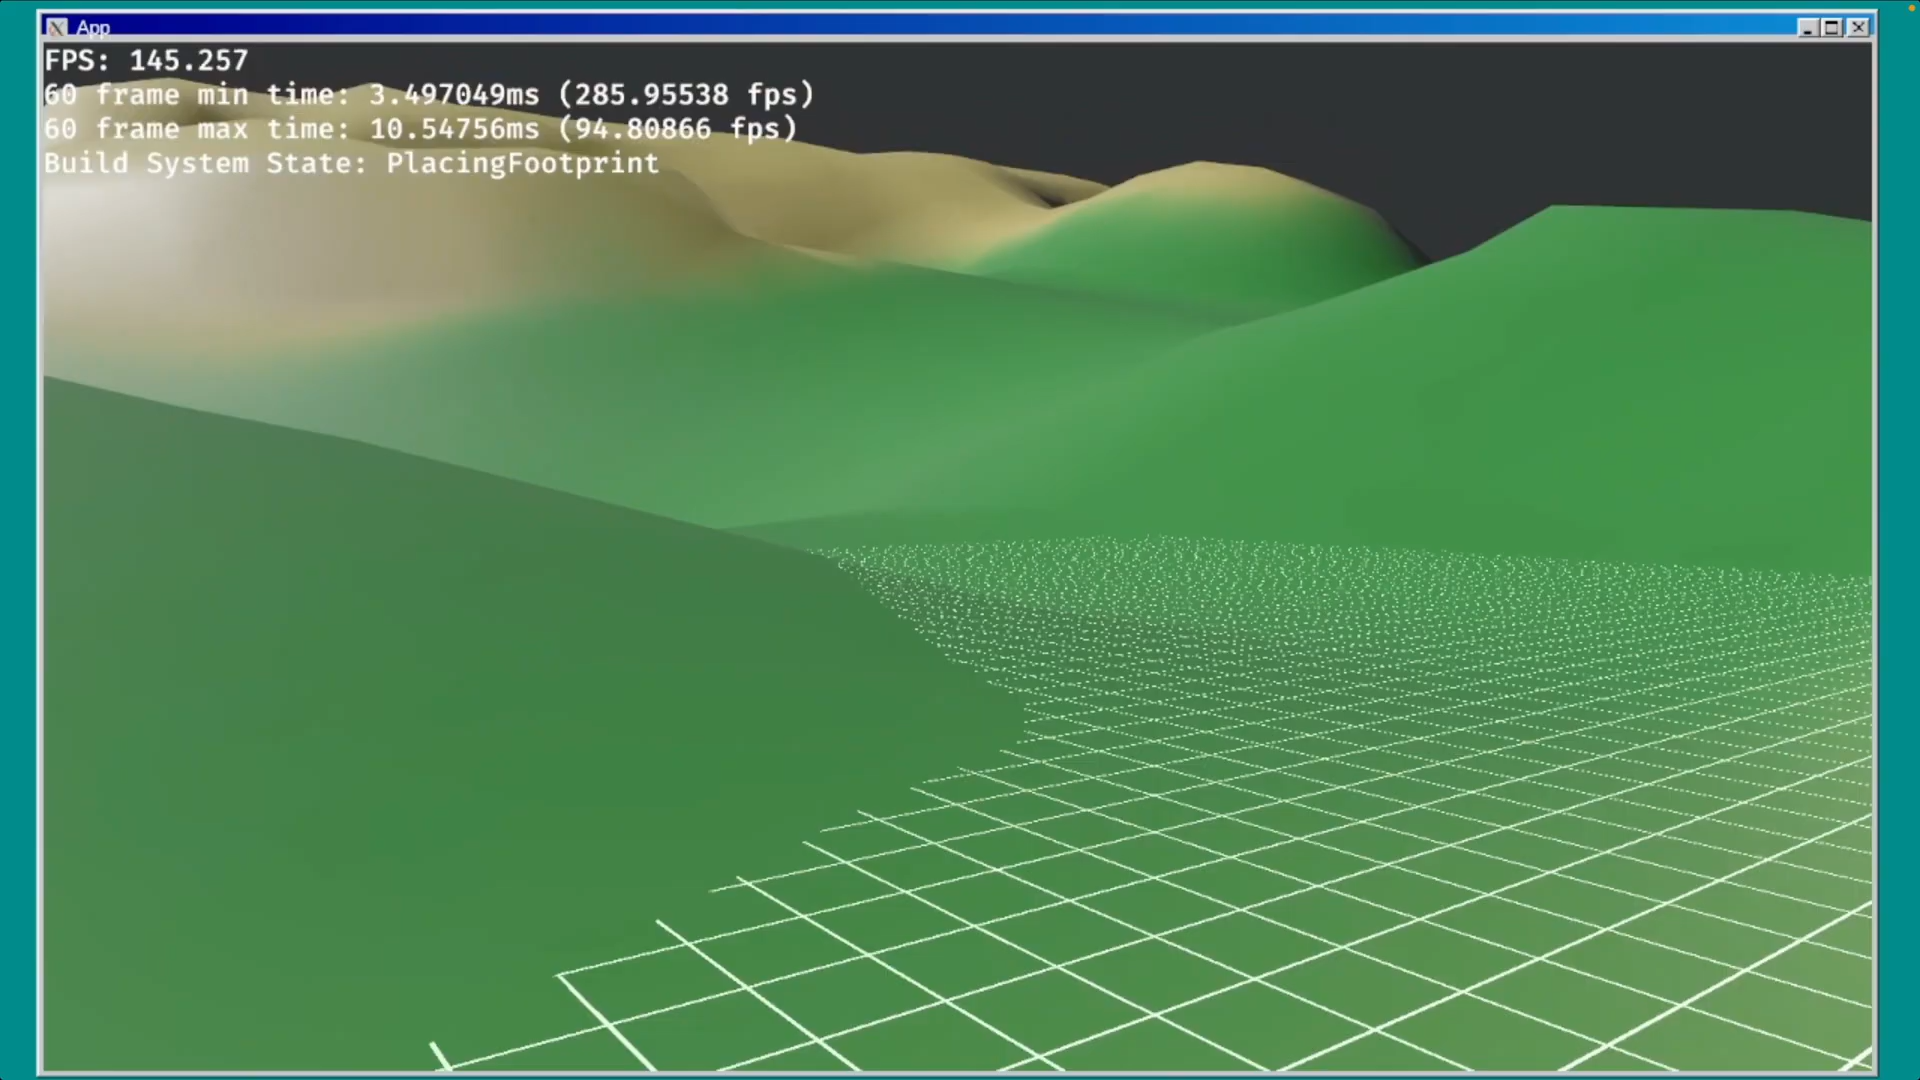 App
FPS: 145.257
60 frame min time: 3.497049ms (285.95538 fps)
60 frame max time: 10.54756ms (94.80866 fps)
Build System State: PlacingFootprint